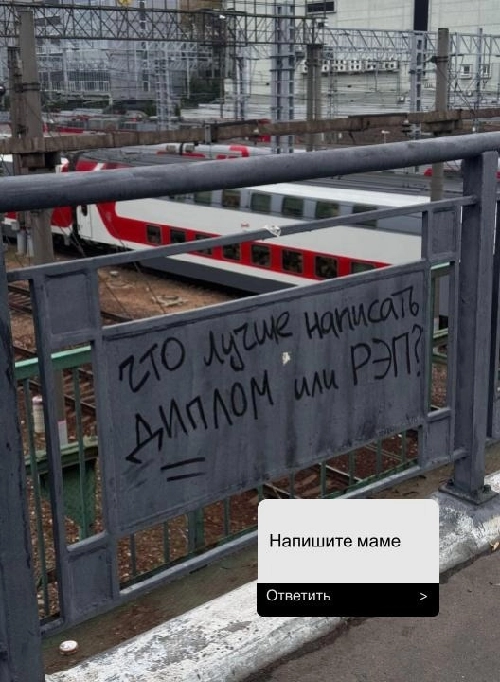 что лучше написать
диплом или РЭП?
Напишите маме
Ответить >